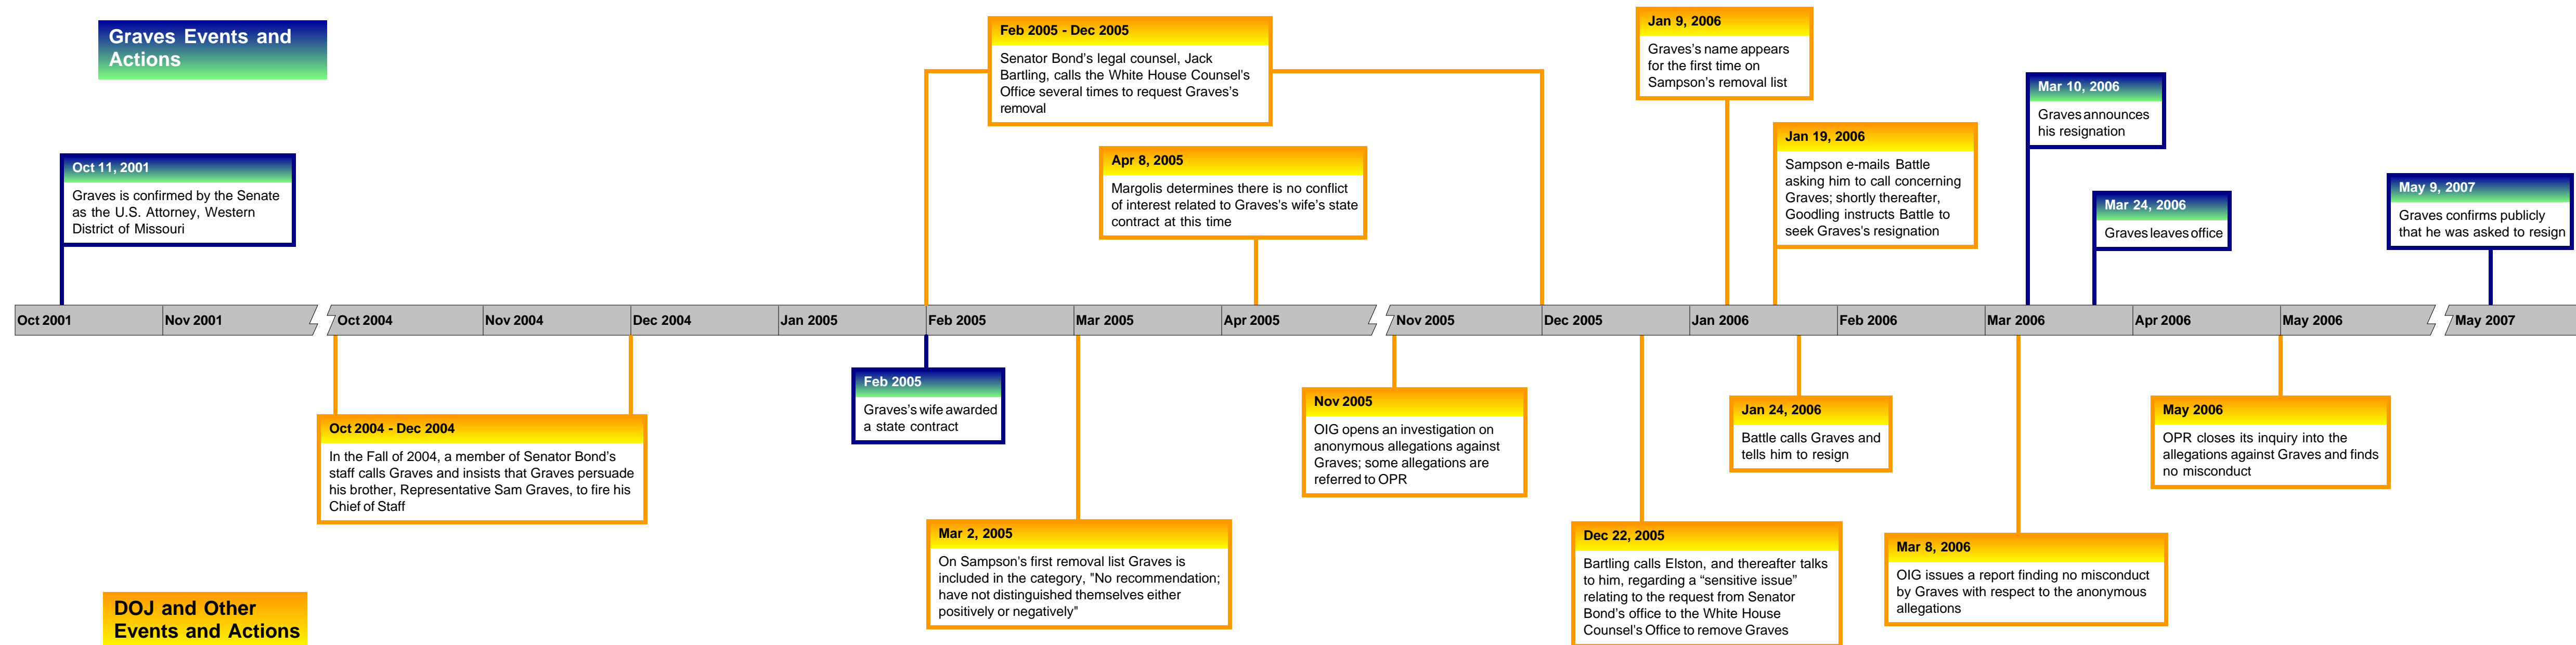 Graves Events and
Actions
Oct 11, 2001
Graves is confirmed by the Senate
as the U.S. Attorney, Western
District of Missouri
Feb 2005 - Dec 2005
Senator Bond's legal counsel, Jack
Bartling, calls the White House Counsel's
Office several times to request Graves's
removal
Apr 8, 2005
Margolis determines there is no conflict
of interest related to Graves's wife's state
contract at this time
Jan 9, 2006
Graves's name appears
for the first time on
Sampson's removal list
Jan 19, 2006
Sampson e-mails Battle
asking him to call concerning
Graves; shortly thereafter,
Goodling instructs Battle to
seek Graves's resignation
Mar 10, 2006
Graves announces
his resignation
Mar 24, 2006
Graves leaves office
May 9, 2007
Graves confirms publicly
that he was asked to resign
Oct 2001
Nov 2001
Oct 2004
Nov 2004
Dec 2004
Jan 2005
Feb 2005
Mar 2005
Apr 2005
Nov 2005
Dec 2005
Jan 2006
Feb 2006
Mar 2006
Apr 2006
May 2006
May 2007
Oct 2004 - Dec 2004
In the Fall of 2004, a member of Senator Bond's
staff calls Graves and insists that Graves persuade
his brother, Representative Sam Graves, to fire his
Chief of Staff
Feb 2005
Graves's wife awarded
a state contract
Mar 2, 2005
On Sampson's first removal list Graves is
included in the category, "No recommendation;
have not distinguished themselves either
positively or negatively"
Nov 2005
OIG opens an investigation on
anonymous allegations against
Graves; some allegations are
referred to OPR
Dec 22, 2005
Bartling calls Elston, and thereafter talks
to him, regarding a “sensitive issue”
relating to the request from Senator
Bond's office to the White House
Counsel's Office to remove Graves
Jan 24, 2006
Battle calls Graves and
tells him to resign
Mar 8, 2006
OIG issues a report finding no misconduct
by Graves with respect to the anonymous
allegations
May 2006
OPR closes its inquiry into the
allegations against Graves and finds
no misconduct
DOJ and Other
Events and Actions